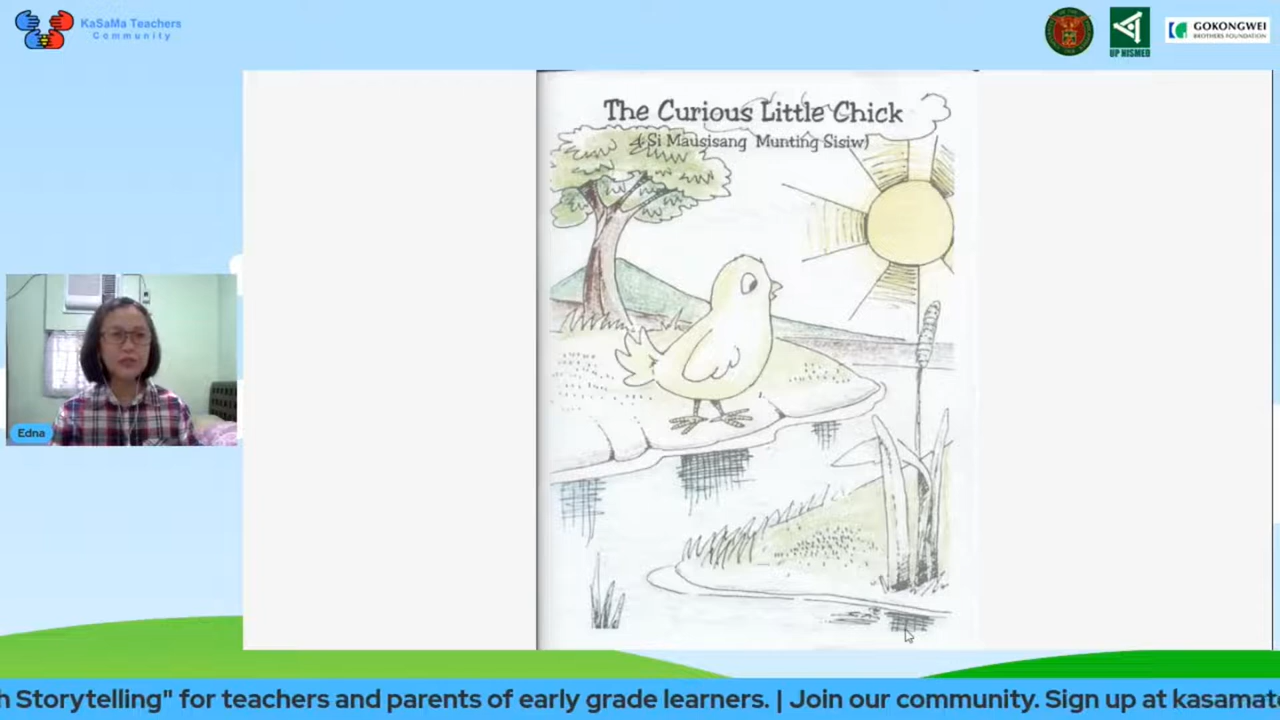 KaSaMa Teachers
Community
UP NISMED
GOKONGWEI
BROTHERS FOUNDATION
The Curious Little Chick
( Si Mausisang Munting Sisiw)
Edna
h Storytelling" for teachers and parents of early grade learners. | Join our community. Sign up at kasamat